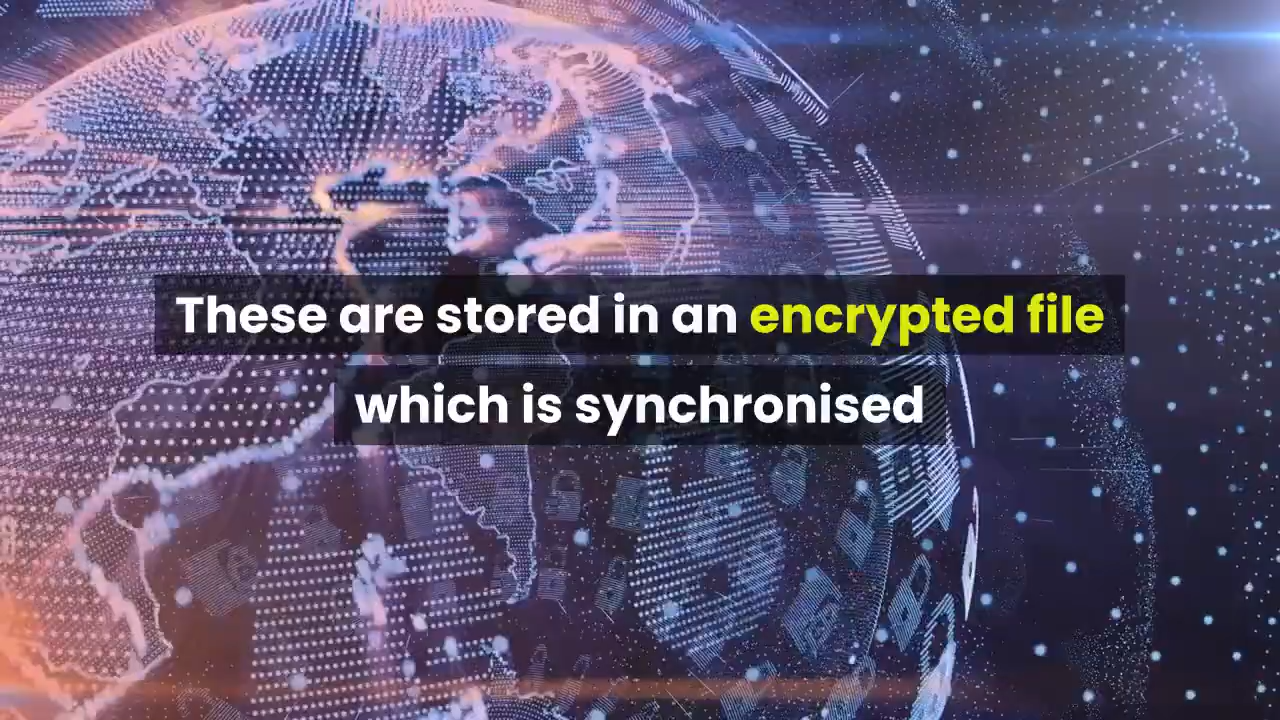 These are stored in an encrypted file
which is synchronised